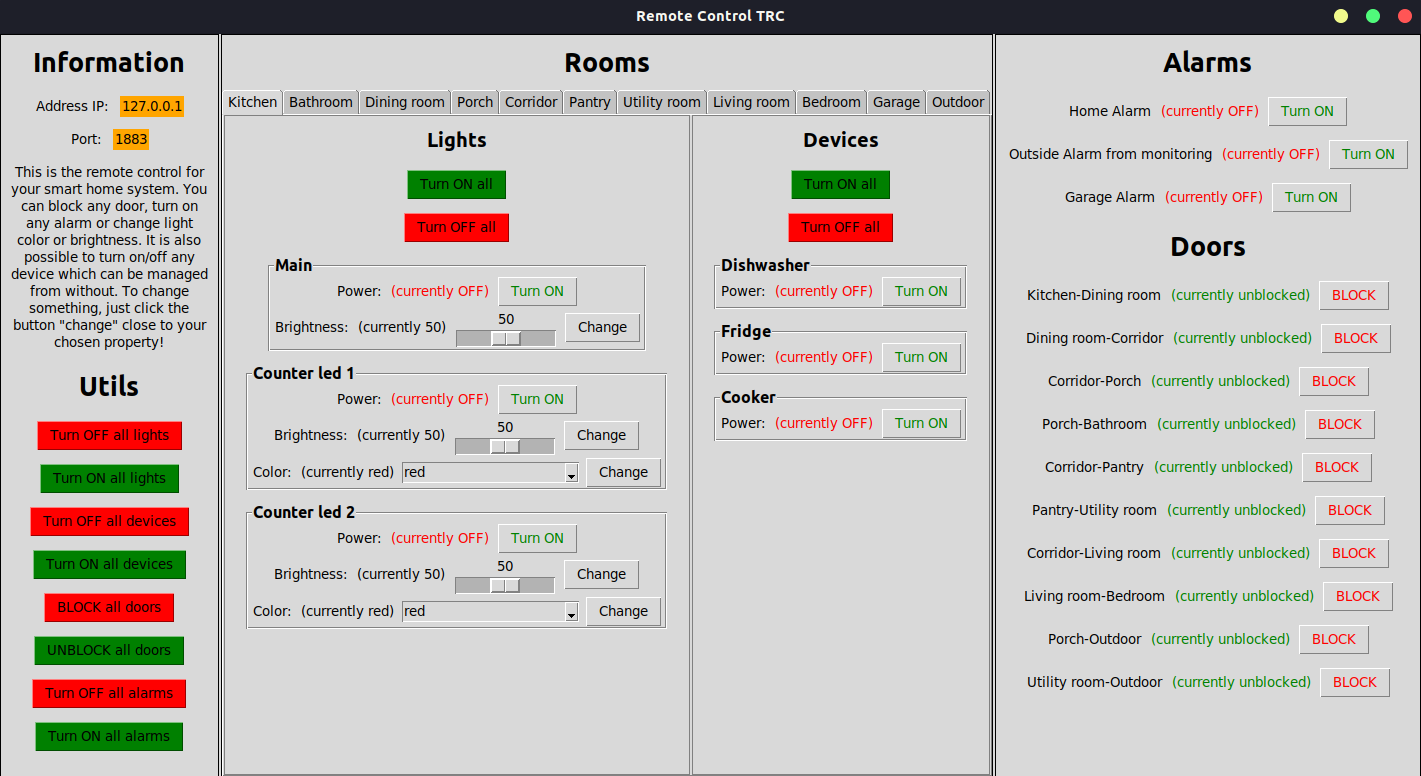 Remote Control TRC
Information
Address IP: 127.0.0.1
Port: 1883
This is the remote control for
your smart home system. You
can block any door, turn on
any alarm or change light
color or brightness. It is also
possible to turn on/off any
device which can be managed
from without. To change
something, just click the
button "change" close to your
chosen property!
Utils
Turn OFF all lights
Turn ON all lights
Turn OFF all devices
Turn ON all devices
BLOCK all doors
UNBLOCK all doors
Turn OFF all alarms
Turn ON all alarms
Rooms
Kitchen Bathroom Dining room Porch Corridor Pantry Utility room Living room Bedroom Garage Outdoor
Lights
Turn ON all
Turn OFF all
Main
Power: (currently OFF) Turn ON
50
Brightness: (currently 50) Change
Counter led 1
Power: (currently OFF) Turn ON
50
Brightness: (currently 50) Change
Color: (currently red) red Change
Counter led 2
Power: (currently OFF) Turn ON
50
Brightness: (currently 50) Change
Color: (currently red) red Change
Devices
Turn ON all
Turn OFF all
Dishwasher
Power: (currently OFF) Turn ON
Fridge
Power: (currently OFF) Turn ON
Cooker
Power: (currently OFF) Turn ON
Alarms
Home Alarm (currently OFF) Turn ON
Outside Alarm from monitoring (currently OFF) Turn ON
Garage Alarm (currently OFF) Turn ON
Doors
Kitchen-Dining room (currently unblocked) BLOCK
Dining room-Corridor (currently unblocked) BLOCK
Corridor-Porch (currently unblocked) BLOCK
Porch-Bathroom (currently unblocked) BLOCK
Corridor-Pantry (currently unblocked) BLOCK
Pantry-Utility room (currently unblocked) BLOCK
Corridor-Living room (currently unblocked) BLOCK
Living room-Bedroom (currently unblocked) BLOCK
Porch-Outdoor (currently unblocked) BLOCK
Utility room-Outdoor (currently unblocked) BLOCK